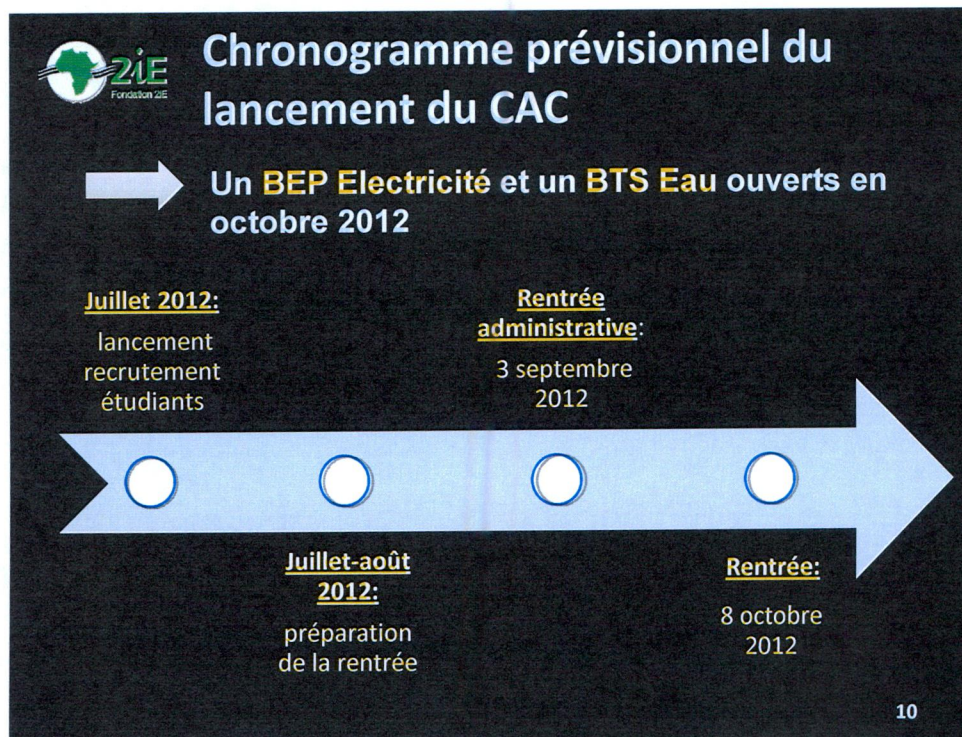 2iE
Fondation 2iE
Chronogramme prévisionnel du
lancement du CAC
Un BEP Electricité et un BTS Eau ouverts en
octobre 2012
Juillet 2012:
lancement
recrutement
étudiants
Juillet-août
2012:
préparation
de la rentrée
Rentrée
administrative:
3 septembre
2012
Rentrée:
8 octobre
2012
10